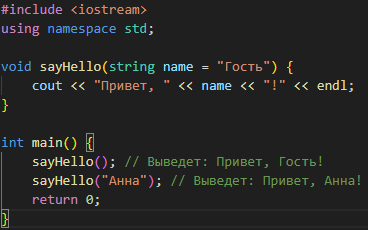 #include <iostream>
using namespace std;

void sayHello(string name = "Гость") {
    cout << "Привет, " << name << "!" << endl;
}

int main() {
    sayHello(); // Выведет: Привет, Гость!
    sayHello("Анна"); // Выведет: Привет, Анна!
    return 0;
}